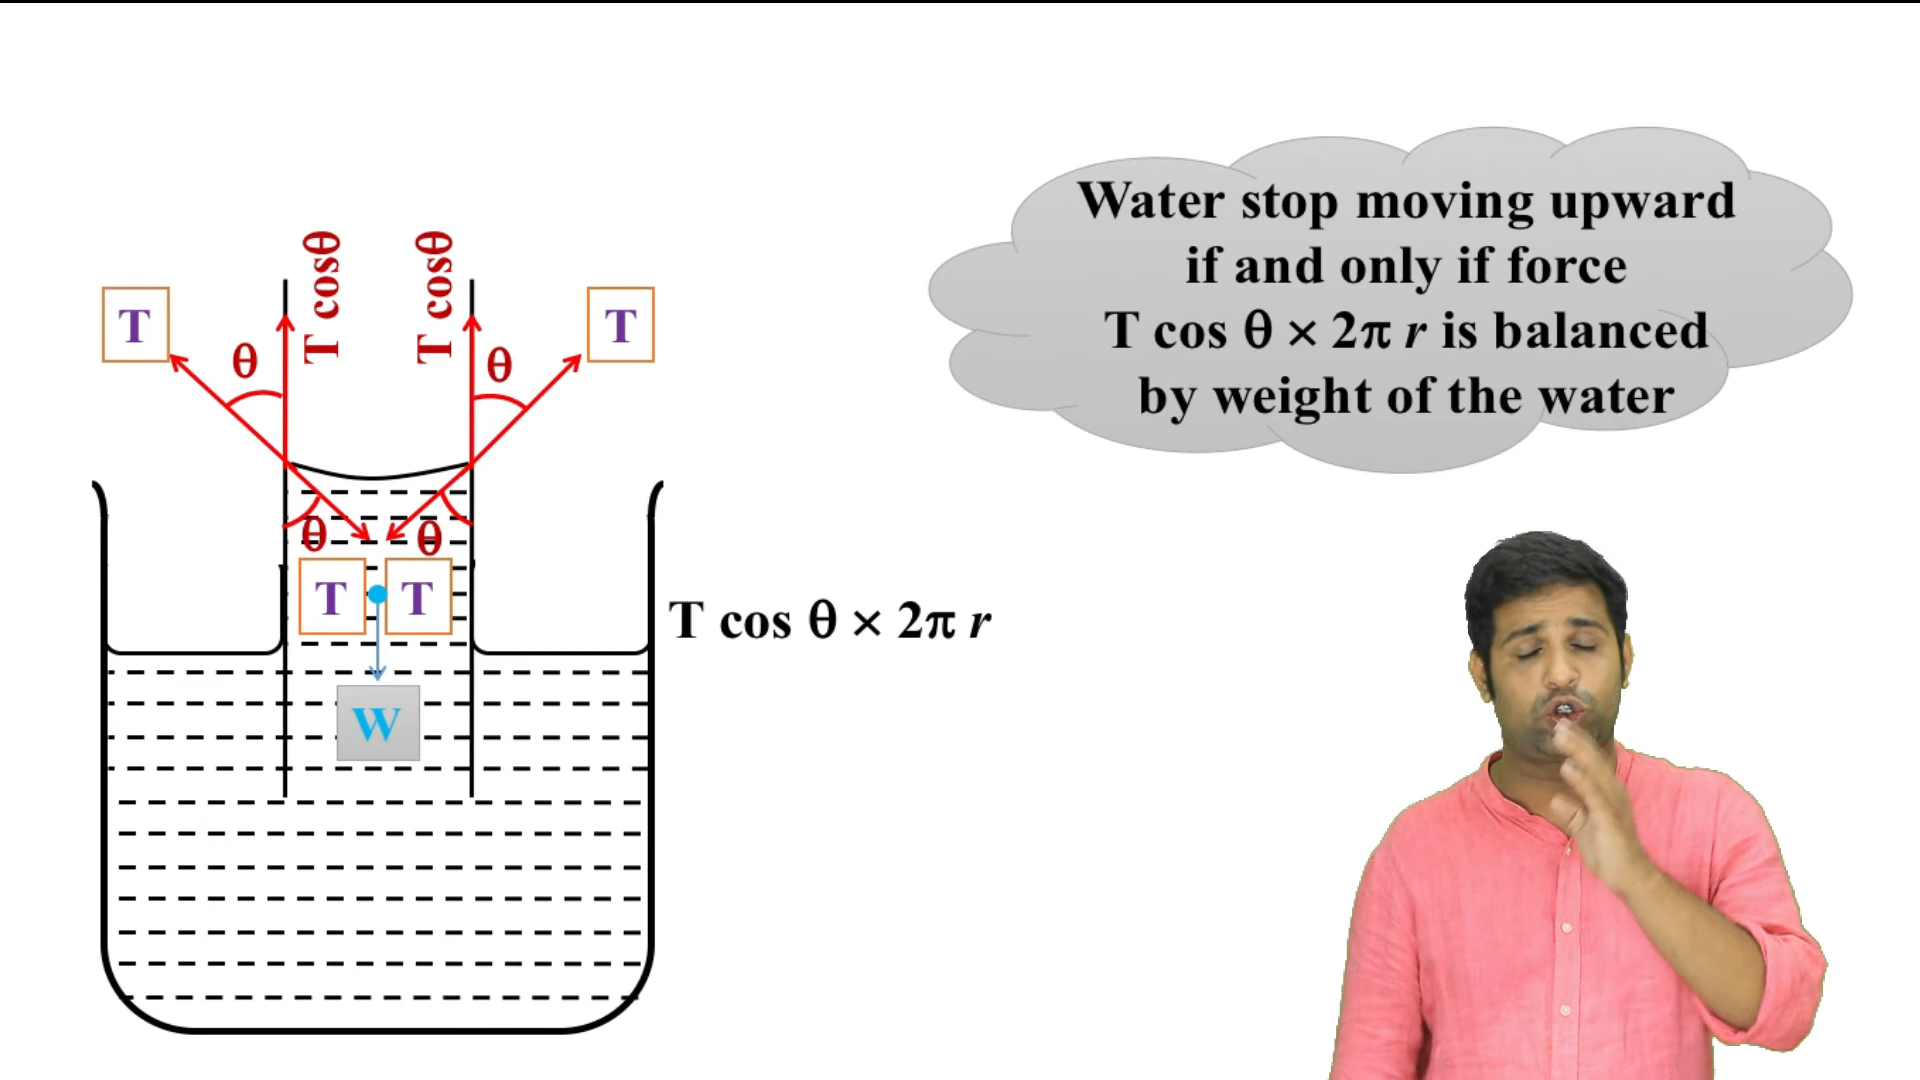 Water stop moving upward
if and only if force
T cos θ × 2π r is balanced
by weight of the water
T cosθ
T cosθ
T
T
θ
θ
θ
θ
T
T
T cos θ × 2π r
W